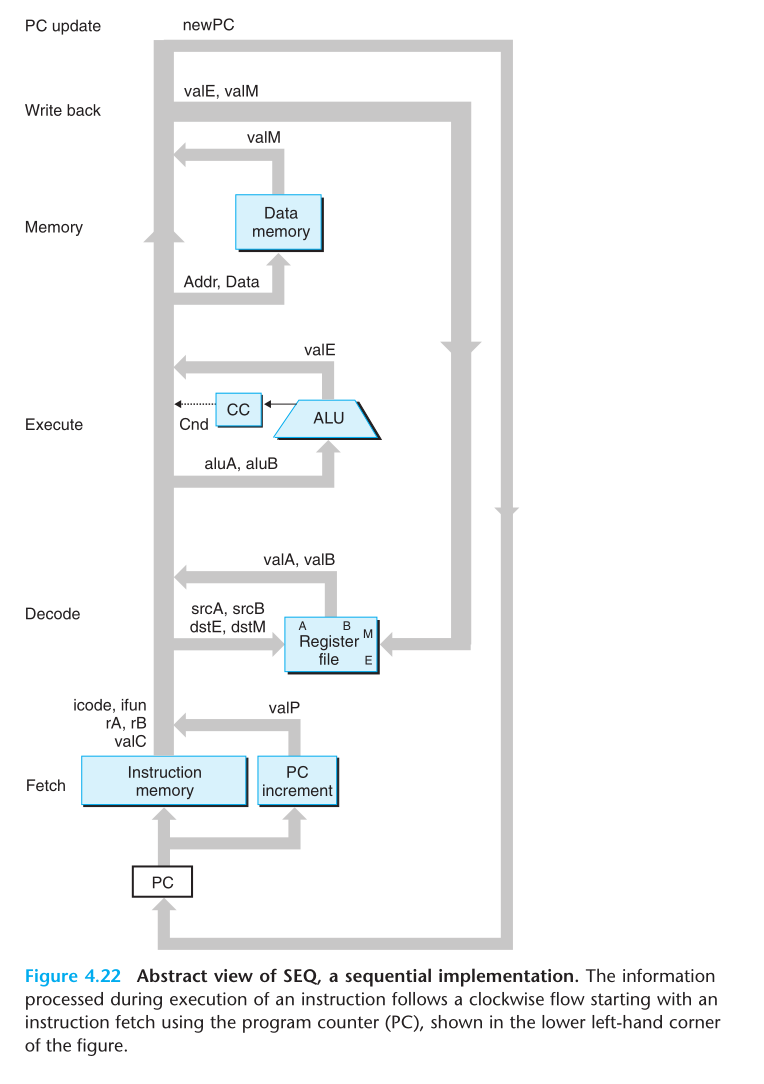 PC update
newPC
valE, valM
Write back
valM
Data
memory
Memory
Addr, Data
valE
CC
ALU
Cnd
Execute
aluA, aluB
valA, valB
Decode
srcA, srcB
dstE, dstM
A B M
Register
file
E
icode, ifun
rA, rB
valC
valP
Fetch
Instruction
memory
PC
increment
PC
Figure 4.22 Abstract view of SEQ, a sequential implementation. The information
processed during execution of an instruction follows a clockwise flow starting with an
instruction fetch using the program counter (PC), shown in the lower left-hand corner
of the figure.